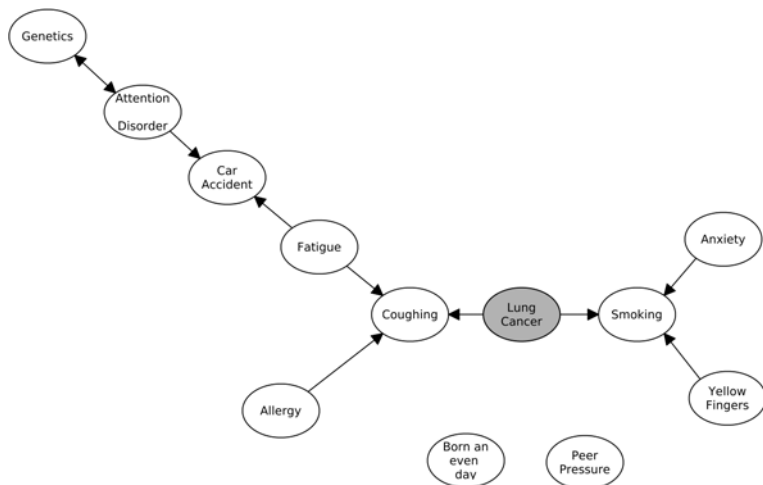 Genetics
Attention
Disorder
Car
Accident
Fatigue
Anxiety
Coughing
Lung
Cancer
Smoking
Allergy
Yellow
Fingers
Born an
even
day
Peer
Pressure